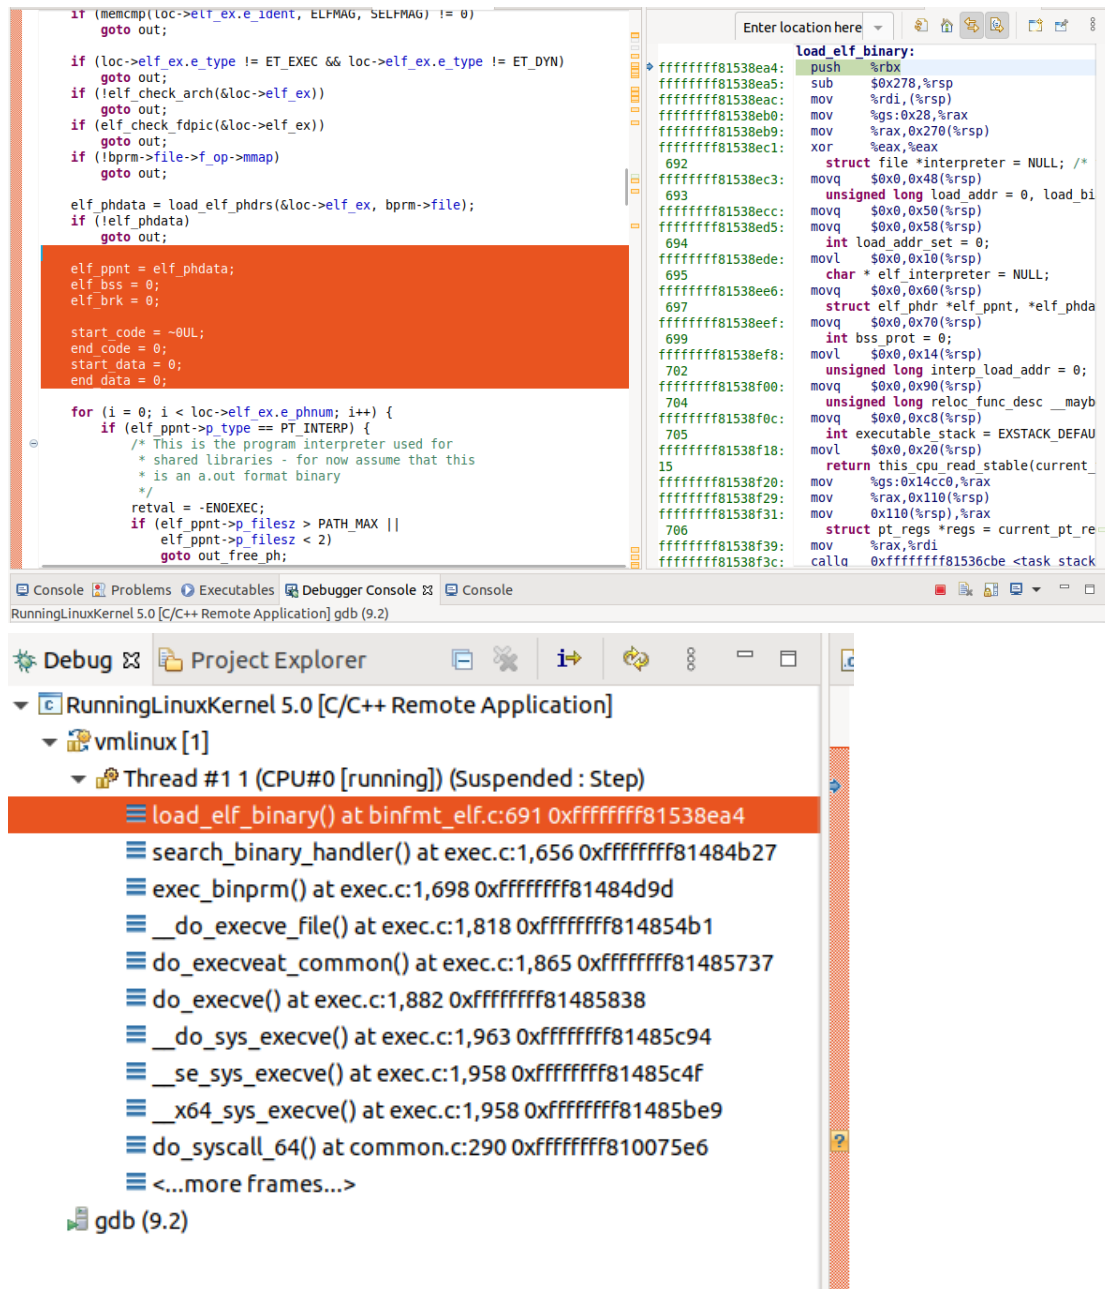 if (memcmp(loc->elf_ex.e_ident, ELFMAG, SELFMAG) != 0)
goto out;
if (loc->elf_ex.e_type != ET_EXEC && loc->elf_ex.e_type != ET_DYN)
goto out;
if (!elf_check_arch(&loc->elf_ex))
goto out;
if (elf_check_fdpic(&loc->elf_ex))
goto out;
if (!bprm->file->f_op->mmap)
goto out;
elf_phdata = load_elf_phdrs(&loc->elf_ex, bprm->file);
if (!elf_phdata)
goto out;
elf_ppnt = elf_phdata;
elf_bss = 0;
elf_brk = 0;
start_code = ~0UL;
end_code = 0;
start_data = 0;
end_data = 0;
for (i = 0; i < loc->elf_ex.e_phnum; i++) {
if (elf_ppnt->p_type == PT_INTERP) {
/* This is the program interpreter used for
* shared libraries - for now assume that this
* is an a.out format binary
*/
retval = -ENOEXEC;
if (elf_ppnt->p_filesz > PATH_MAX ||
elf_ppnt->p_filesz < 2)
goto out_free_ph;
Enter location here
load_elf_binary:
ffffffff81538ea4: push %rbx
ffffffff81538ea5: sub $0x278,%rsp
ffffffff81538eac: mov %rdi,(%rsp)
ffffffff81538eb0: mov %gs:0x28,%rax
ffffffff81538eb9: mov %rax,0x270(%rsp)
ffffffff81538ec1: xor %eax,%eax
692 struct file *interpreter = NULL; /*
ffffffff81538ec3: movq $0x0,0x48(%rsp)
693 unsigned long load_addr = 0, load_bi
ffffffff81538ecc: movq $0x0,0x50(%rsp)
ffffffff81538ed5: movq $0x0,0x58(%rsp)
694 int load_addr_set = 0;
ffffffff81538ede: movl $0x0,0x10(%rsp)
695 char * elf_interpreter = NULL;
ffffffff81538ee6: movq $0x0,0x60(%rsp)
697 struct elf_phdr *elf_ppnt, *elf_phda
ffffffff81538eef: movq $0x0,0x70(%rsp)
699 int bss_prot = 0;
ffffffff81538ef8: movl $0x0,0x14(%rsp)
702 unsigned long interp_load_addr = 0;
ffffffff81538f00: movq $0x0,0x90(%rsp)
704 unsigned long reloc_func_desc __mayb
ffffffff81538f0c: movq $0x0,0xc8(%rsp)
705 int executable_stack = EXSTACK_DEFAU
ffffffff81538f18: movl $0x0,0x20(%rsp)
15 return this_cpu_read_stable(current_
ffffffff81538f20: mov %gs:0x14cc0,%rax
ffffffff81538f29: mov %rax,0x110(%rsp)
ffffffff81538f31: mov 0x110(%rsp),%rax
706 struct pt_regs *regs = current_pt_re
ffffffff81538f39: mov %rax,%rdi
ffffffff81538f3c: callq 0xffffffff81536cbe <task_stack
Console Problems Executables Debugger Console Console
RunningLinuxKernel 5.0 [C/C++ Remote Application] gdb (9.2)
Debug Project Explorer
RunningLinuxKernel 5.0 [C/C++ Remote Application]
vmlinux [1]
Thread #1 1 (CPU#0 [running]) (Suspended : Step)
load_elf_binary() at binfmt_elf.c:691 0xffffffff81538ea4
search_binary_handler() at exec.c:1,656 0xffffffff81484b27
exec_binprm() at exec.c:1,698 0xffffffff81484d9d
__do_execve_file() at exec.c:1,818 0xffffffff814854b1
do_execveat_common() at exec.c:1,865 0xffffffff81485737
do_execve() at exec.c:1,882 0xffffffff81485838
__do_sys_execve() at exec.c:1,963 0xffffffff81485c94
__se_sys_execve() at exec.c:1,958 0xffffffff81485c4f
__x64_sys_execve() at exec.c:1,958 0xffffffff81485be9
do_syscall_64() at common.c:290 0xffffffff810075e6
<...more frames...>
gdb (9.2)